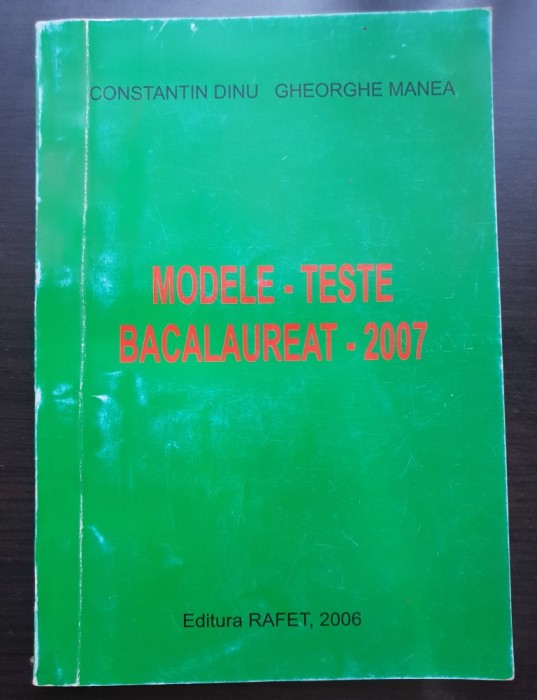 CONSTANTIN DINU GHEORGHE MANEA
MODELE - TESTE
BACALAUREAT - 2007
Editura RAFET, 2006